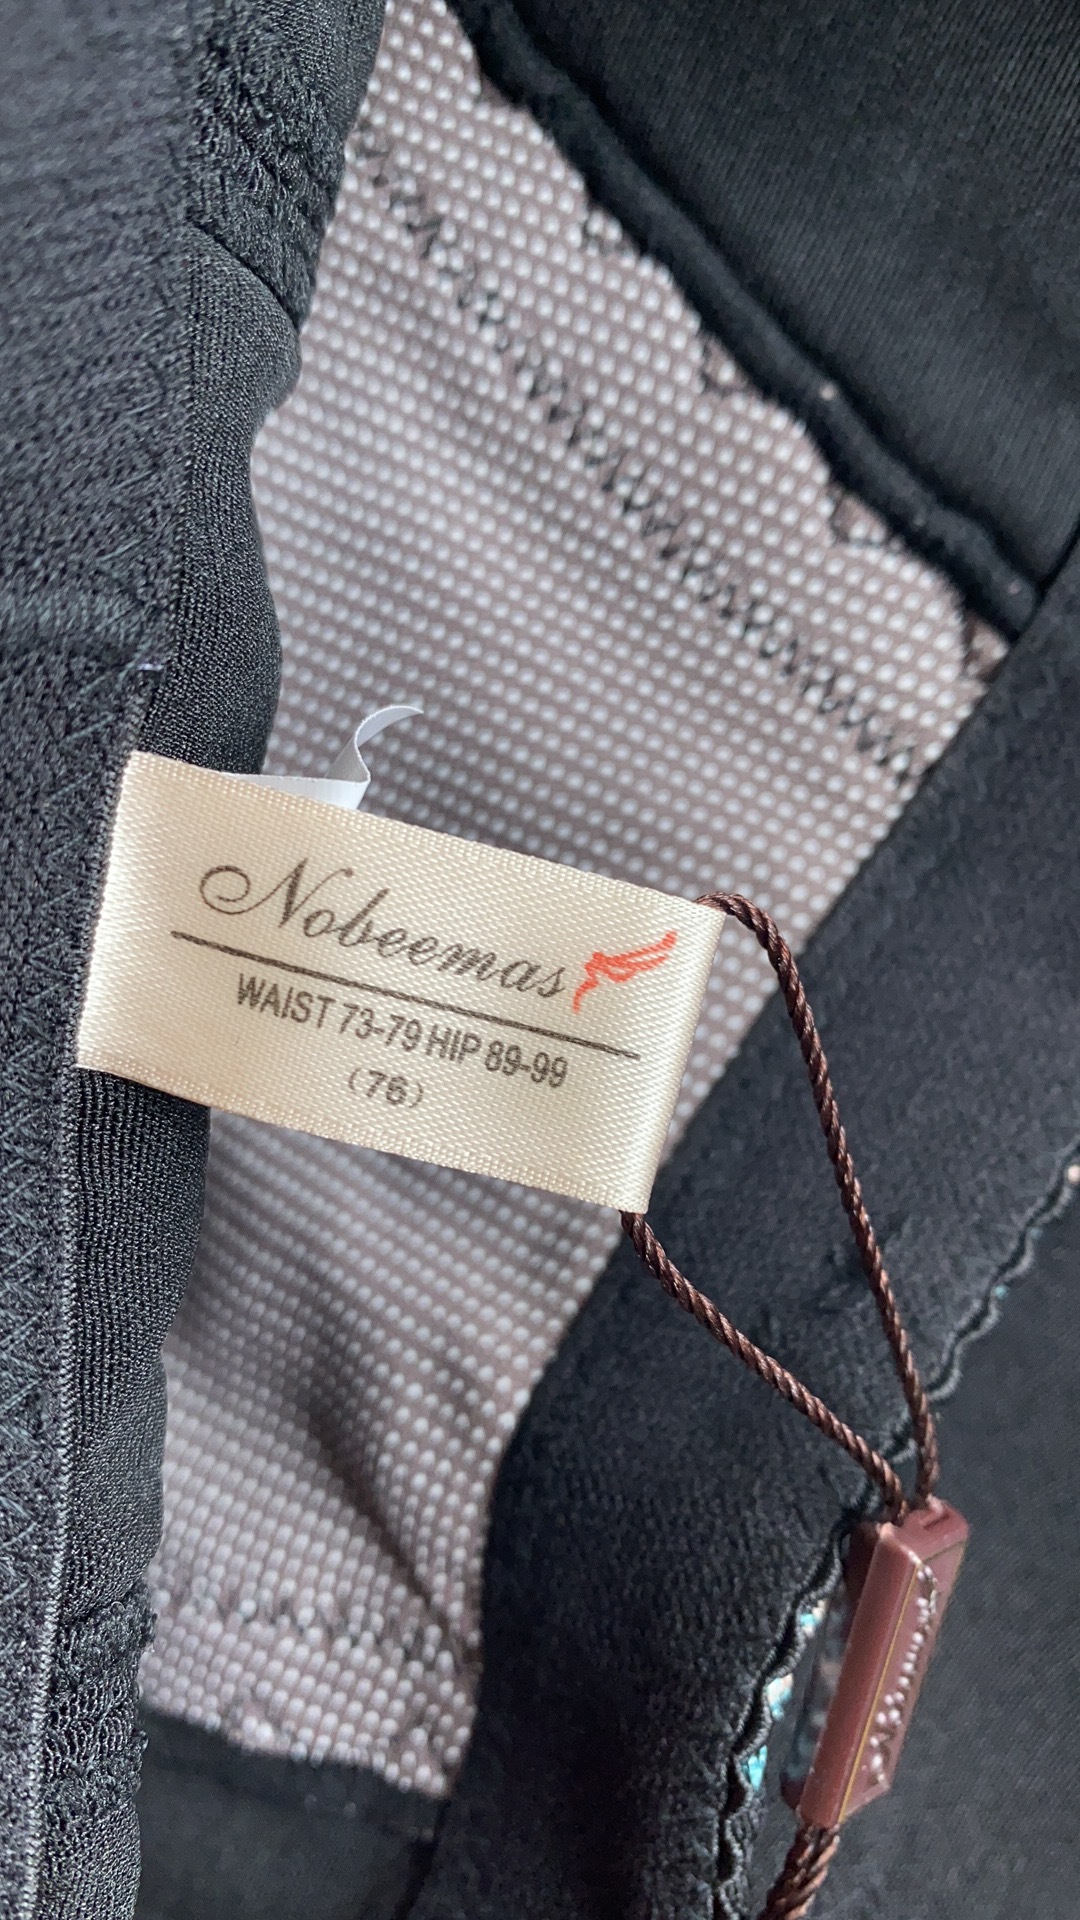 Nobeemas
WAIST 73-79 HIP 89-99
(76)